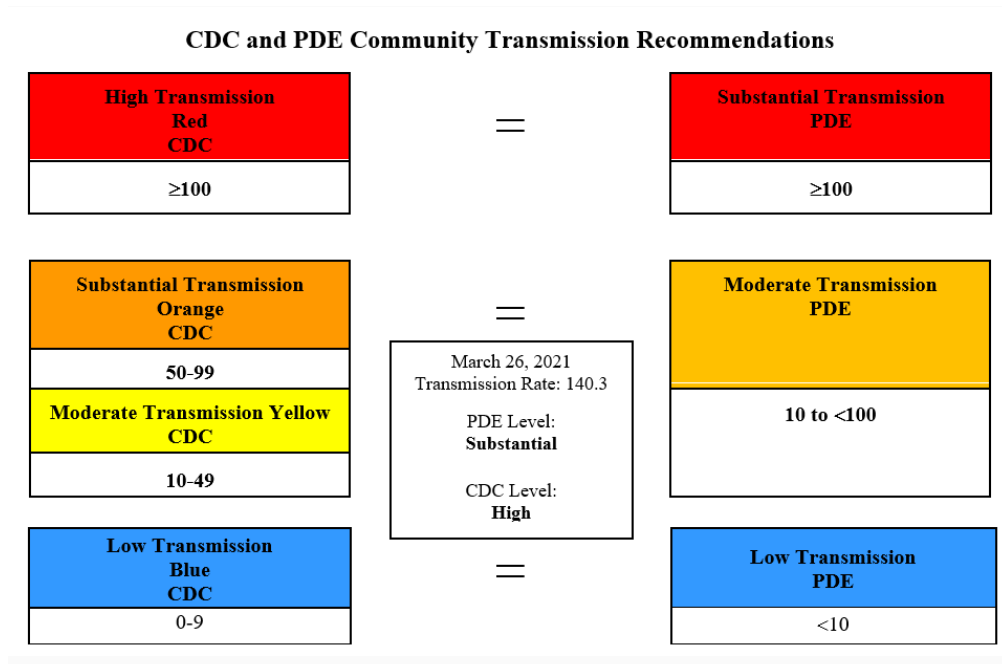 CDC and PDE Community Transmission Recommendations
High Transmission
Red
CDC
≥100
=
Substantial Transmission
PDE
≥100
Substantial Transmission
Orange
CDC
50-99
Moderate Transmission Yellow
CDC
10-49
=
March 26, 2021
Transmission Rate: 140.3
PDE Level:
Substantial
CDC Level:
High
Moderate Transmission
PDE
10 to <100
Low Transmission
Blue
CDC
0-9
=
Low Transmission
PDE
<10